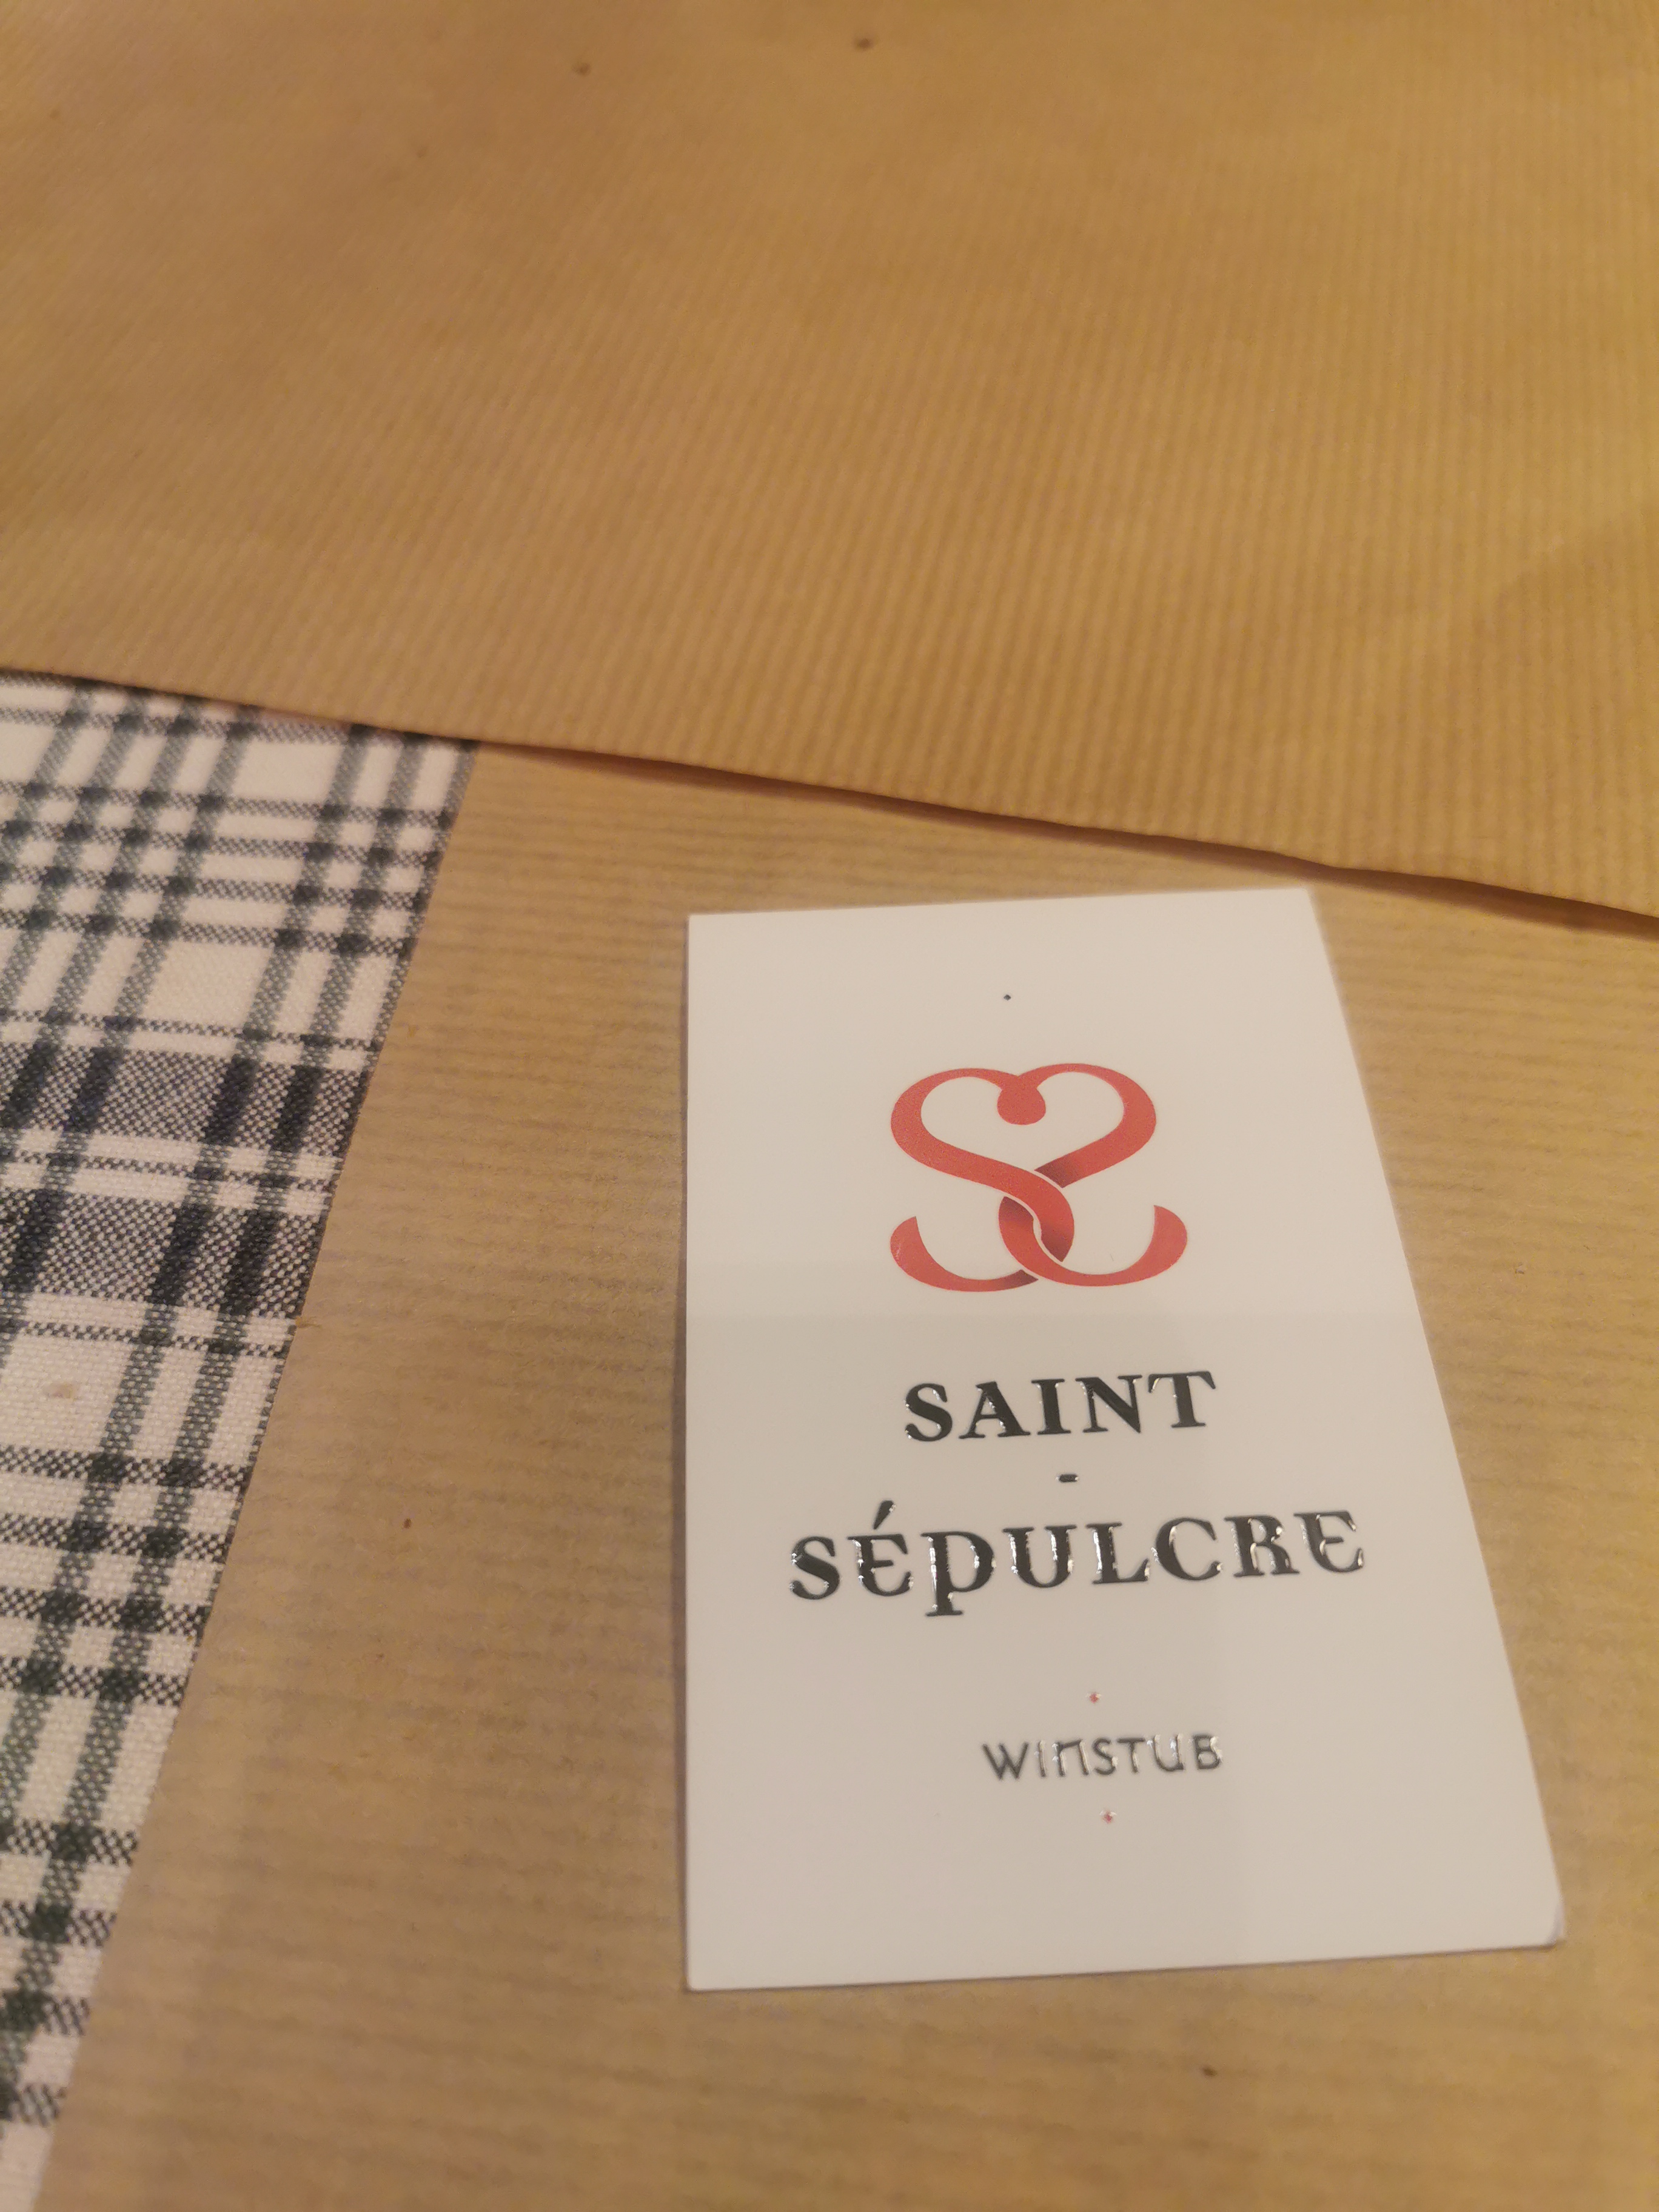 SAINT
-
SÉPULCRE
WINSTUB